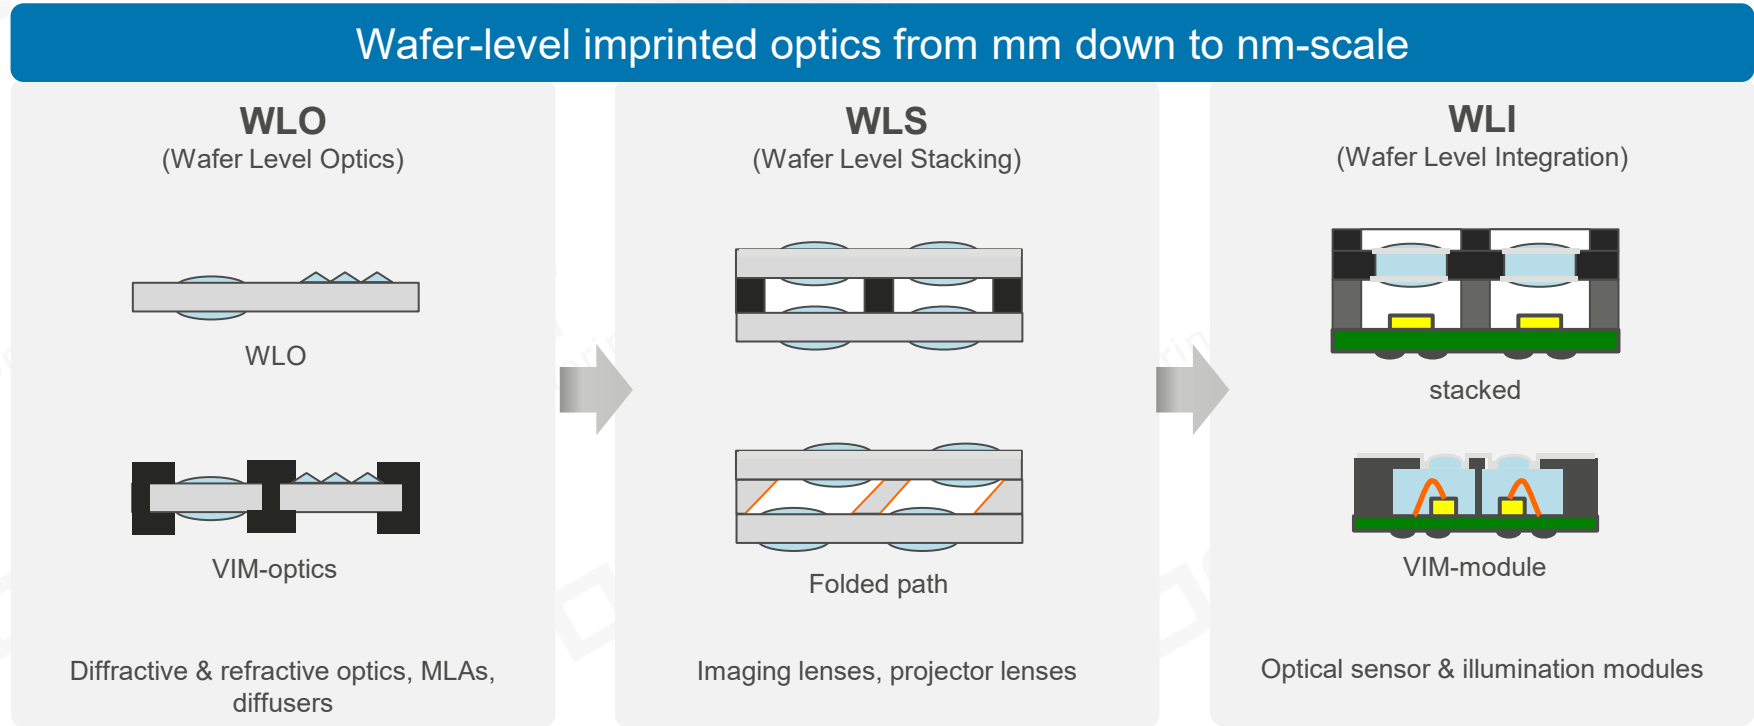 Wafer-level imprinted optics from mm down to nm-scale
WLO
(Wafer Level Optics)
WLO
VIM-optics
Diffractive & refractive optics, MLAs,
diffusers
WLS
(Wafer Level Stacking)
Folded path
Imaging lenses, projector lenses
WLI
(Wafer Level Integration)
stacked
VIM-module
Optical sensor & illumination modules